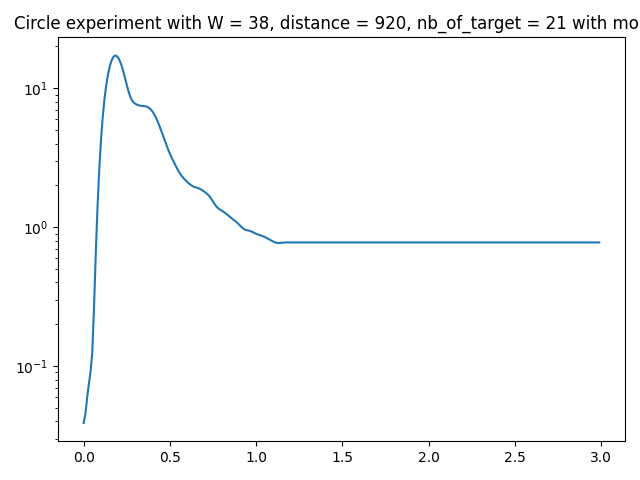 Circle experiment with W = 38, distance = 920, nb_of_target = 21 with mo
10¹
10⁰
10⁻¹
0.0 0.5 1.0 1.5 2.0 2.5 3.0